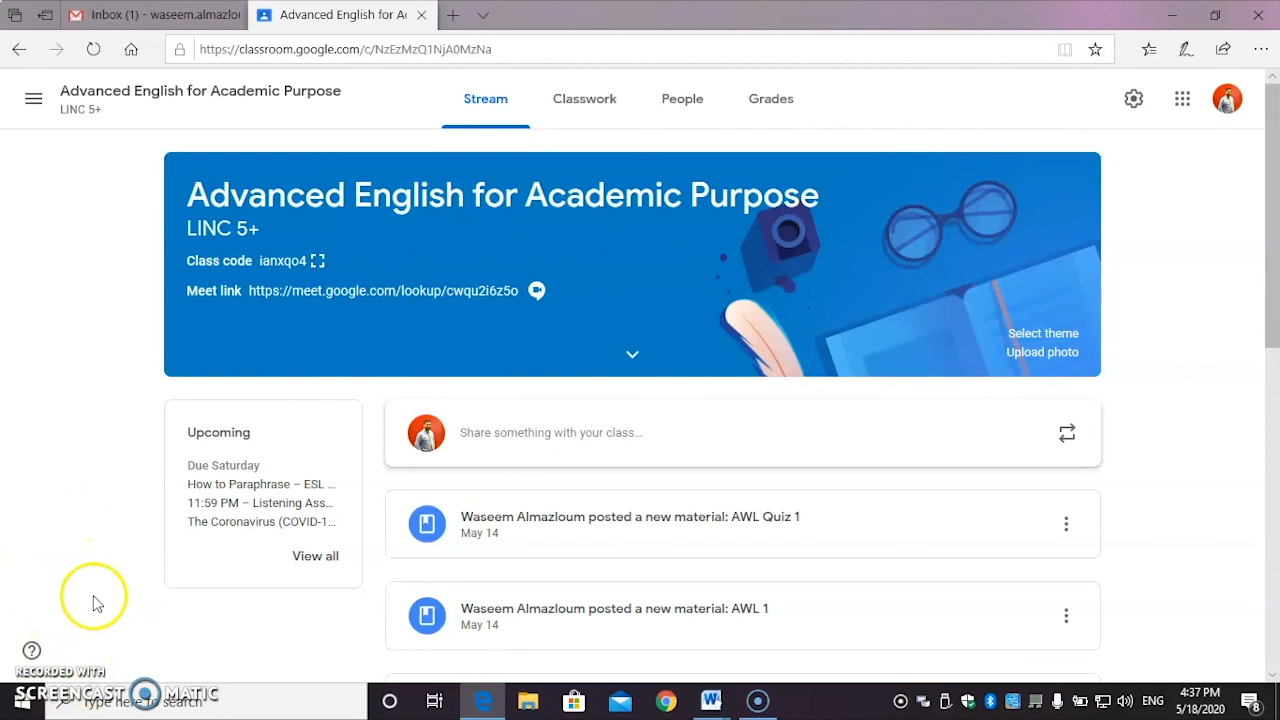 Inbox (1) - waseem.almazlo
Advanced English for Ac
https://classroom.google.com/c/NzEzMzQ1NjA0MzNa
Advanced English for Academic Purpose
LINC 5+
Stream
Classwork
People
Grades
Advanced English for Academic Purpose
LINC 5+
Class code ianxqo4
Meet link https://meet.google.com/lookup/cwqu2i6z5o
Select theme
Upload photo
Upcoming
Due Saturday
How to Paraphrase – ESL ...
11:59 PM – Listening Ass...
The Coronavirus (COVID-1...
View all
Share something with your class...
Waseem Almazloum posted a new material: AWL Quiz 1
May 14
Waseem Almazloum posted a new material: AWL 1
May 14
RECORDED WITH
SCREENCAST MATIC
Type here to search
ENG
4:37 PM
5/18/2020
8